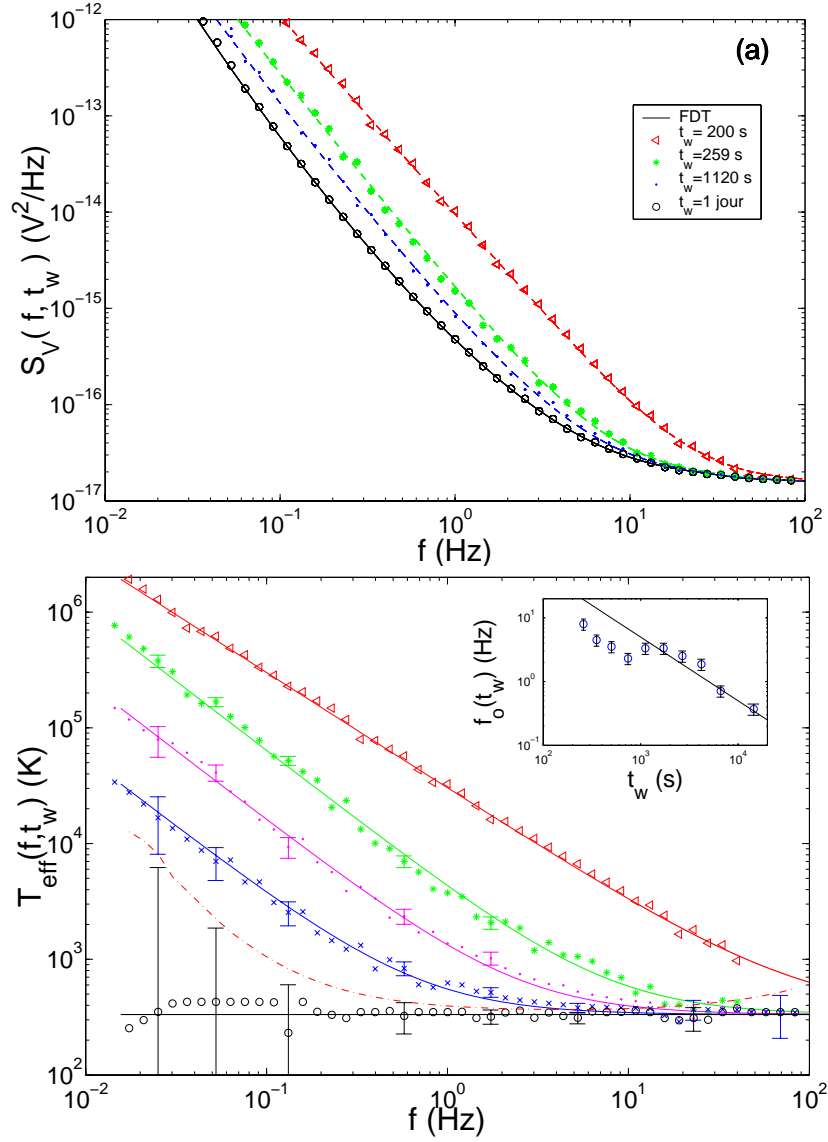 10^-12
10^-13
10^-14
10^-15
10^-16
10^-17
S_V( f, t_w ) (V^2/Hz)
(a)
FDT
t_w= 200 s
t_w=259 s
t_w=1120 s
t_w=1 jour
10^-2
10^-1
10^0
10^1
10^2
f (Hz)
10^6
10^5
10^4
10^3
10^2
T_eff(f,t_w) (K)
10^1
10^0
10^-1
f_o(t_w) (Hz)
10^2
10^3
10^4
t_w (s)
10^-2
10^-1
10^0
10^1
10^2
f (Hz)